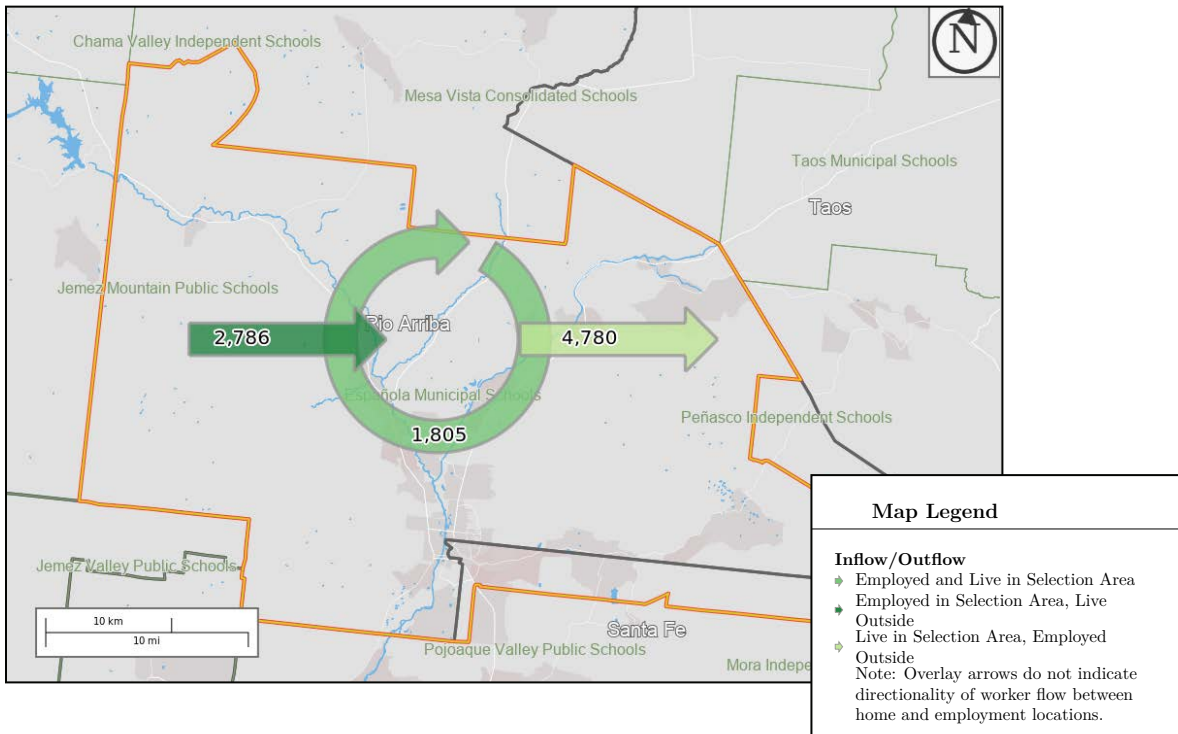 N
Chama Valley Independent Schools
Mesa Vista Consolidated Schools
Taos Municipal Schools
Taos
Jemez Mountain Public Schools
Rio Arriba
2,786
4,780
Española Municipal Schools
Peñasco Independent Schools
1,805
Jemez Valley Public Schools
10 km
10 mi
Santa Fe
Pojoaque Valley Public Schools
Mora Indepe
Map Legend
Inflow/Outflow
Employed and Live in Selection Area
Employed in Selection Area, Live
Outside
Live in Selection Area, Employed
Outside
Note: Overlay arrows do not indicate
directionality of worker flow between
home and employment locations.